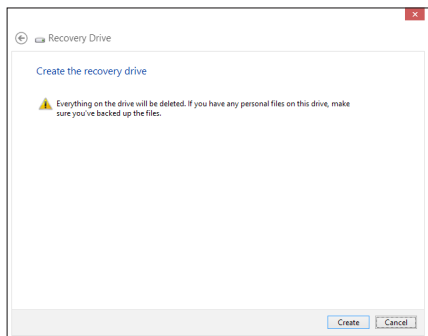 Recovery Drive
Create the recovery drive
Everything on the drive will be deleted. If you have any personal files on this drive, make
sure you've backed up the files.
Create Cancel